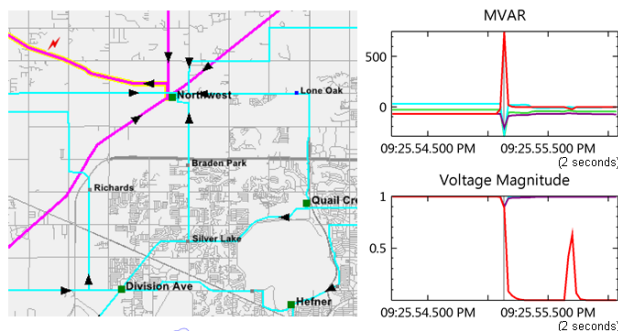 Northwest
Lone Oak
Braden Park
Richards
Quail Cre
Silver Lake
Division Ave
Hefner
MVAR
500
0
09:25.54.500 PM 09:25.55.500 PM
(2 seconds)
Voltage Magnitude
1
0.5
09:25.54.500 PM 09:25.55.500 PM
(2 seconds)